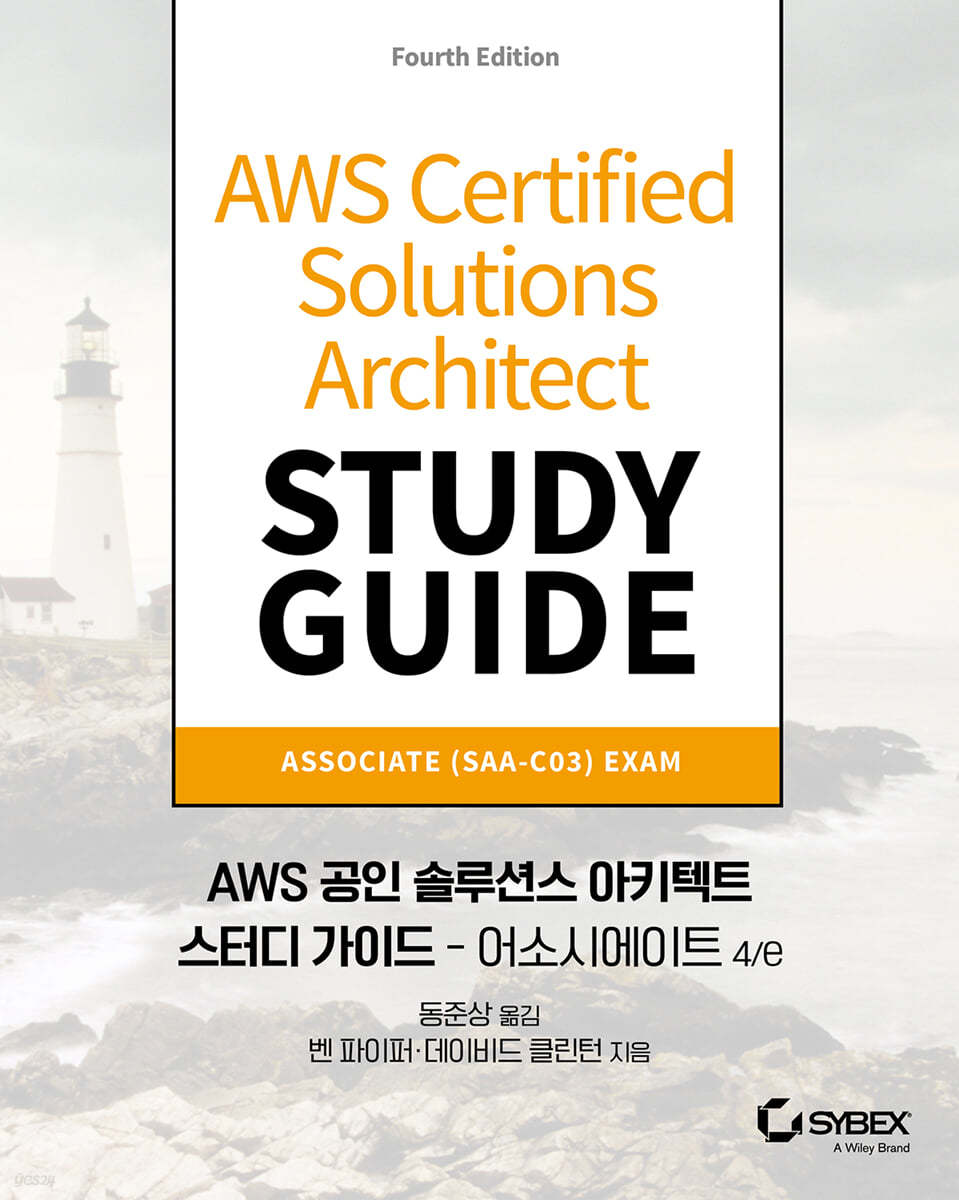 Fourth Edition
AWS Certified
Solutions
Architect
STUDY
GUIDE
ASSOCIATE (SAA-C03) EXAM
AWS 공인 솔루션스 아키텍트
스터디 가이드 - 어소시에이트 4/e
동준상 옮김
벤 파이퍼·데이비드 클린턴 지음
SYBEX®
A Wiley Brand
yes24